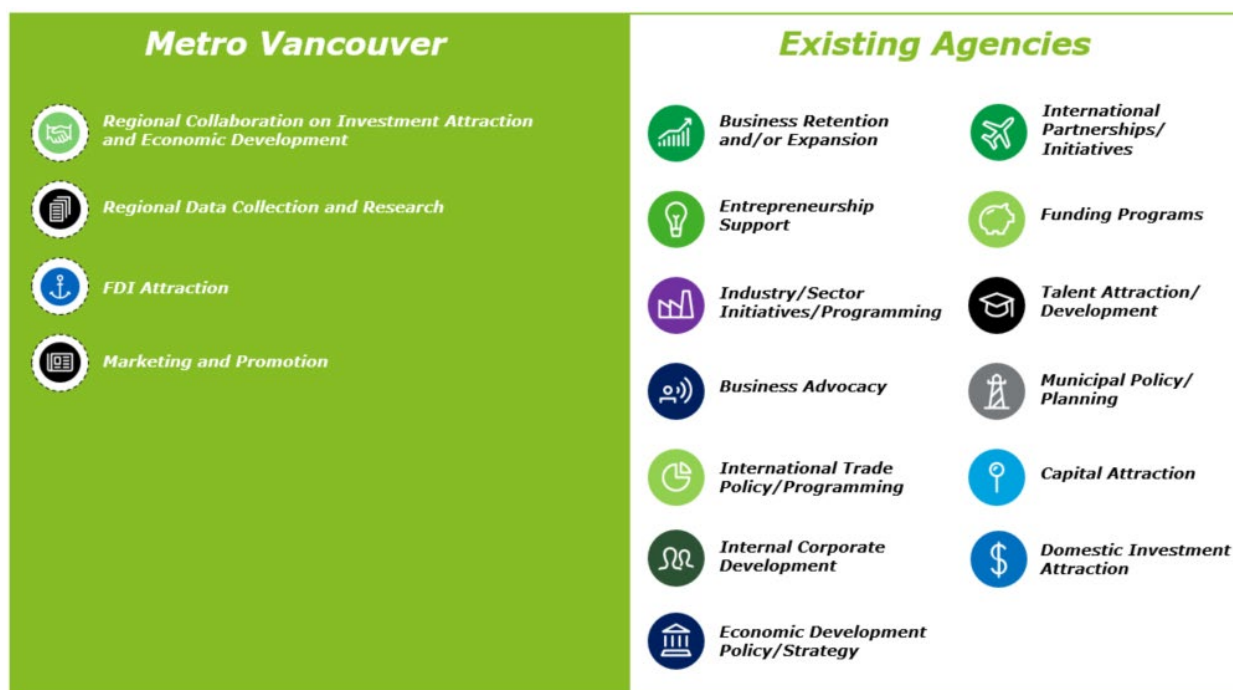 Metro Vancouver
Regional Collaboration on Investment Attraction
and Economic Development
Regional Data Collection and Research
FDI Attraction
Marketing and Promotion
Existing Agencies
Business Retention
and/or Expansion
Entrepreneurship
Support
Industry/Sector
Initiatives/Programming
Business Advocacy
International Trade
Policy/Programming
Internal Corporate
Development
Economic Development
Policy/Strategy
International
Partnerships/
Initiatives
Funding Programs
Talent Attraction/
Development
Municipal Policy/
Planning
Capital Attraction
Domestic Investment
Attraction